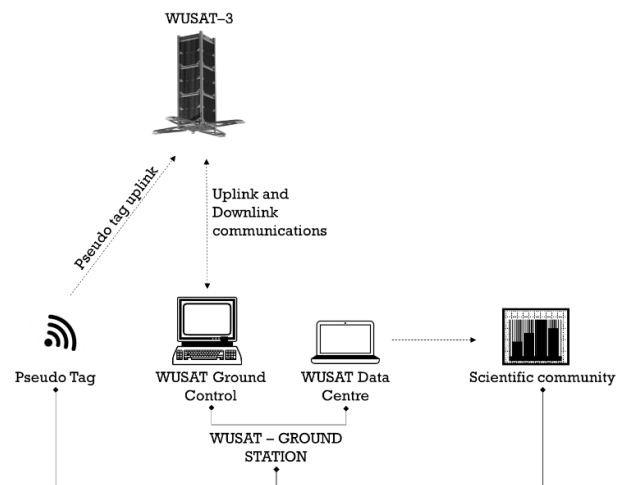 WUSAT–3
Pseudo tag uplink
Uplink and
Downlink
communications
Pseudo Tag
WUSAT Ground
Control
WUSAT Data
Centre
Scientific community
WUSAT – GROUND
STATION